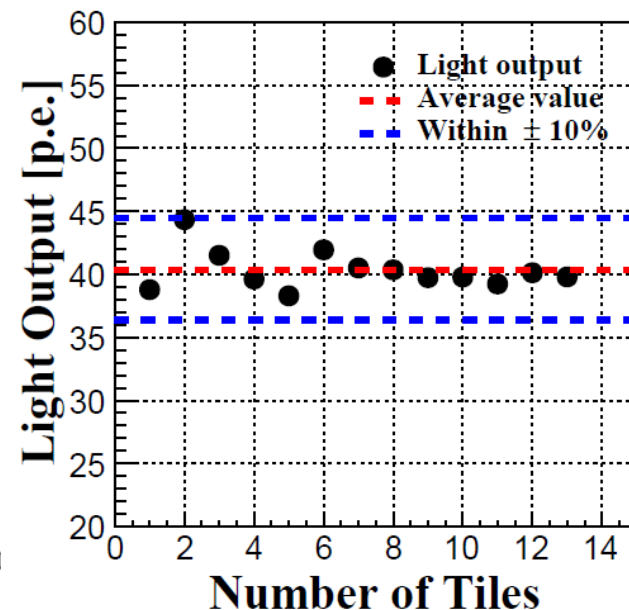 Light Output [p.e.]
60
55
50
45
40
35
30
25
20
Light output
Average value
Within ± 10%
0 2 4 6 8 10 12 14
Number of Tiles